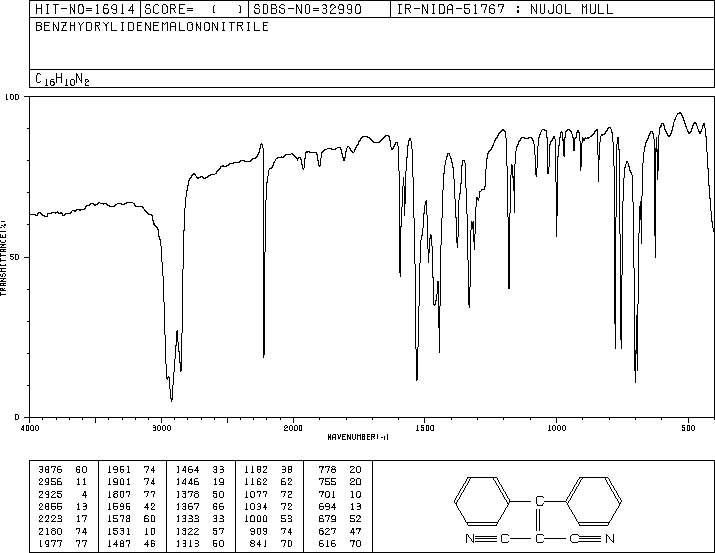 HIT-NO=16914 SCORE= ( ) SDBS-NO=32990 IR-NIDA-51767 : NUJOL MULL
BENZHYDRYLIDENEMALONONITRILE
C16H10N2
100
50
0
TRANSMITTANCE(%)
4000 3000 2000 1500 1000 500
WAVENUMBER(-1)
3876 60 1961 74 1464 33 1182 38 778 20
2956 11 1901 74 1446 19 1162 62 755 20
2925 4 1807 77 1378 50 1077 72 701 10
2855 13 1596 42 1367 66 1034 72 694 13
2223 17 1578 60 1333 33 1000 53 679 52
2180 74 1531 10 1322 57 909 74 627 47
1977 77 1487 46 1313 50 841 70 616 70
C
N C C C N